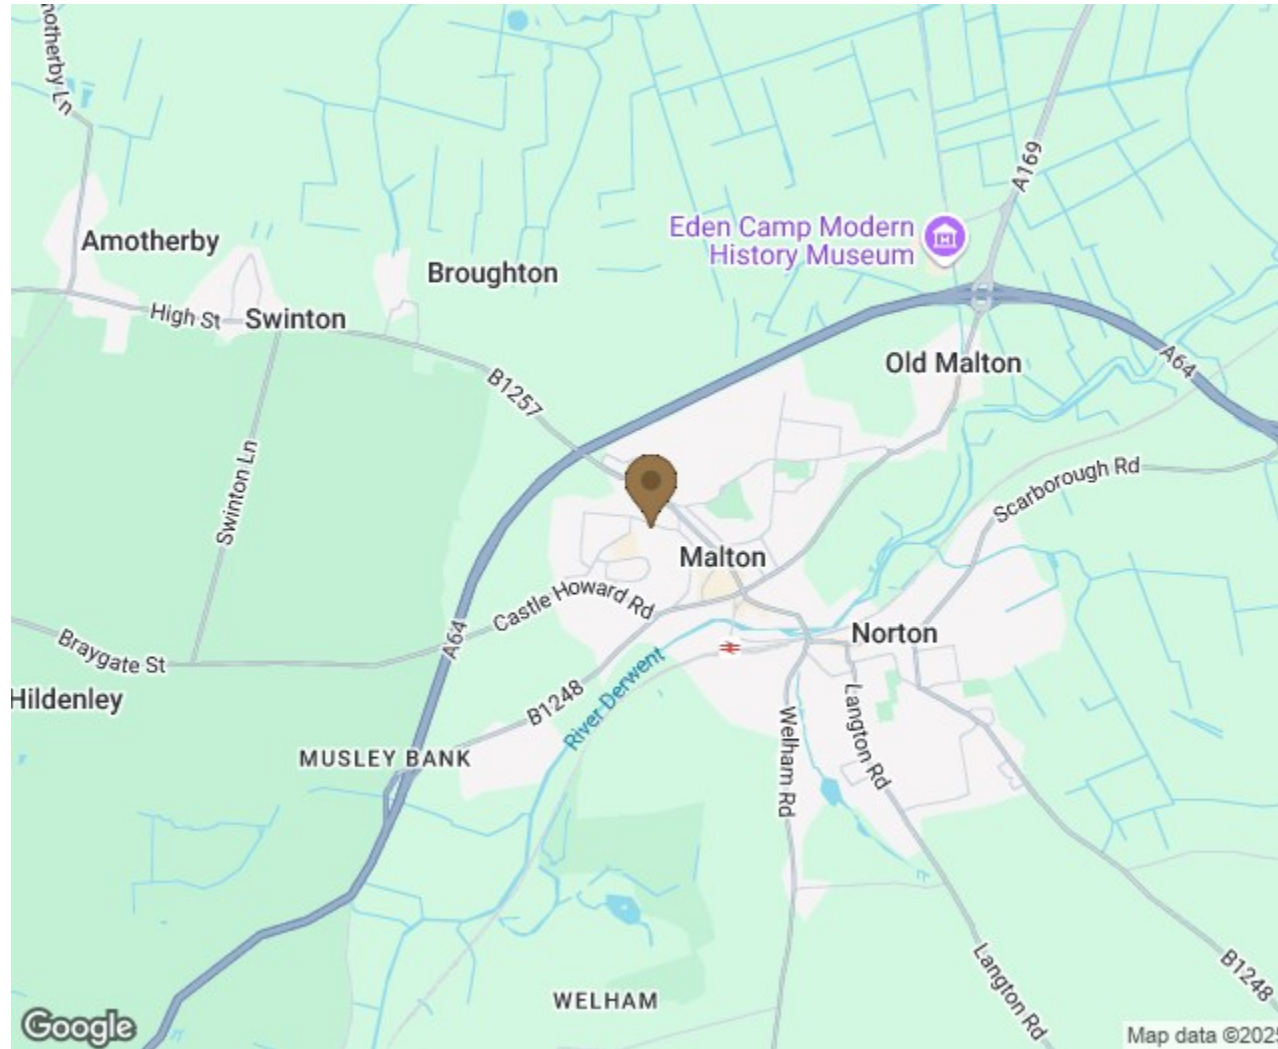 notherby Ln
A169
Eden Camp Modern
History Museum
Amotherby
Broughton
High St
Swinton
B1257
Old Malton
A64
Swinton Ln
Scarborough Rd
Malton
Castle Howard Rd
A64
Norton
Braygate St
Hildenley
River Derwent
B1248
Langton Rd
Welham Rd
MUSLEY BANK
Langton Rd
B1248
WELHAM
Google
Map data ©2025